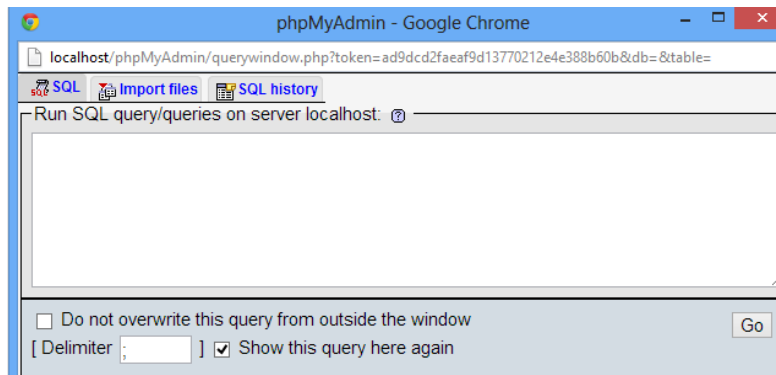 phpMyAdmin - Google Chrome
localhost/phpMyAdmin/querywindow.php?token=ad9dcd2faeaf9d13770212e4e388b60b&db=&table=
SQL Import files SQL history
Run SQL query/queries on server localhost:
Do not overwrite this query from outside the window
Go
[ Delimiter ; ] Show this query here again